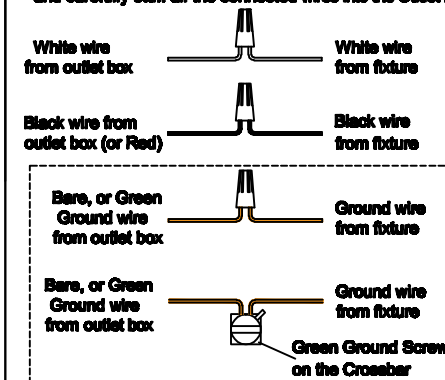 and carefully stuff all the connected wires into the
White wire
from outlet box
White wire
from fixture
Black wire from
outlet box (or Red)
Black wire
from fixture
Bare, or Green
Ground wire
from outlet box
Ground wire
from fixture
Bare, or Green
Ground wire
from outlet box
Ground wire
from fixture
Green Ground Screw
on the Crossbar